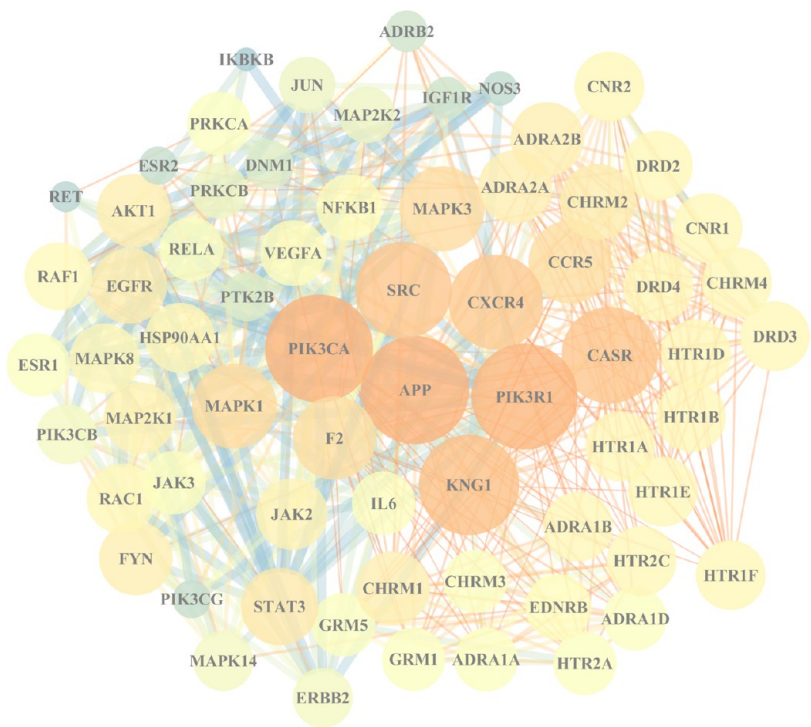 ADRB2
IKBKB
JUN
IGF1R
NOS3
CNR2
PRKCA
MAP2K2
ADRA2B
ESR2
DNM1
DRD2
RET
PRKCB
ADRA2A
AKT1
NFKB1
MAPK3
CHRM2
CNR1
RELA
VEGFA
RAF1
EGFR
PTK2B
SRC
CXCR4
CCR5
DRD4
CHRM4
HSP90AA1
DRD3
ESR1
MAPK8
PIK3CA
CASR
HTR1D
MAP2K1
MAPK1
APP
PIK3R1
HTR1B
PIK3CB
F2
HTR1A
JAK3
KNG1
HTR1E
RAC1
IL6
JAK2
ADRA1B
FYN
HTR2C
HTR1F
CHRM1
CHRM3
PIK3CG
STAT3
EDNRB
GRM5
ADRA1D
MAPK14
GRM1
ADRA1A
HTR2A
ERBB2